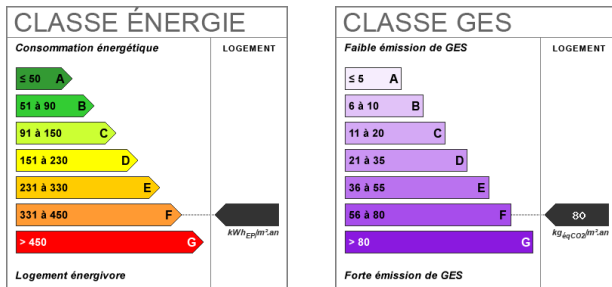 CLASSE ÉNERGIE
Consommation énergétique
LOGEMENT
≤ 50 A
51 à 90 B
91 à 150 C
151 à 230 D
231 à 330 E
331 à 450 F
kWhEP/m².an
> 450 G
Logement énergivore
CLASSE GES
Faible émission de GES
LOGEMENT
≤ 5 A
6 à 10 B
11 à 20 C
21 à 35 D
36 à 55 E
56 à 80 F
80
kgéqCO2/m².an
> 80 G
Forte émission de GES